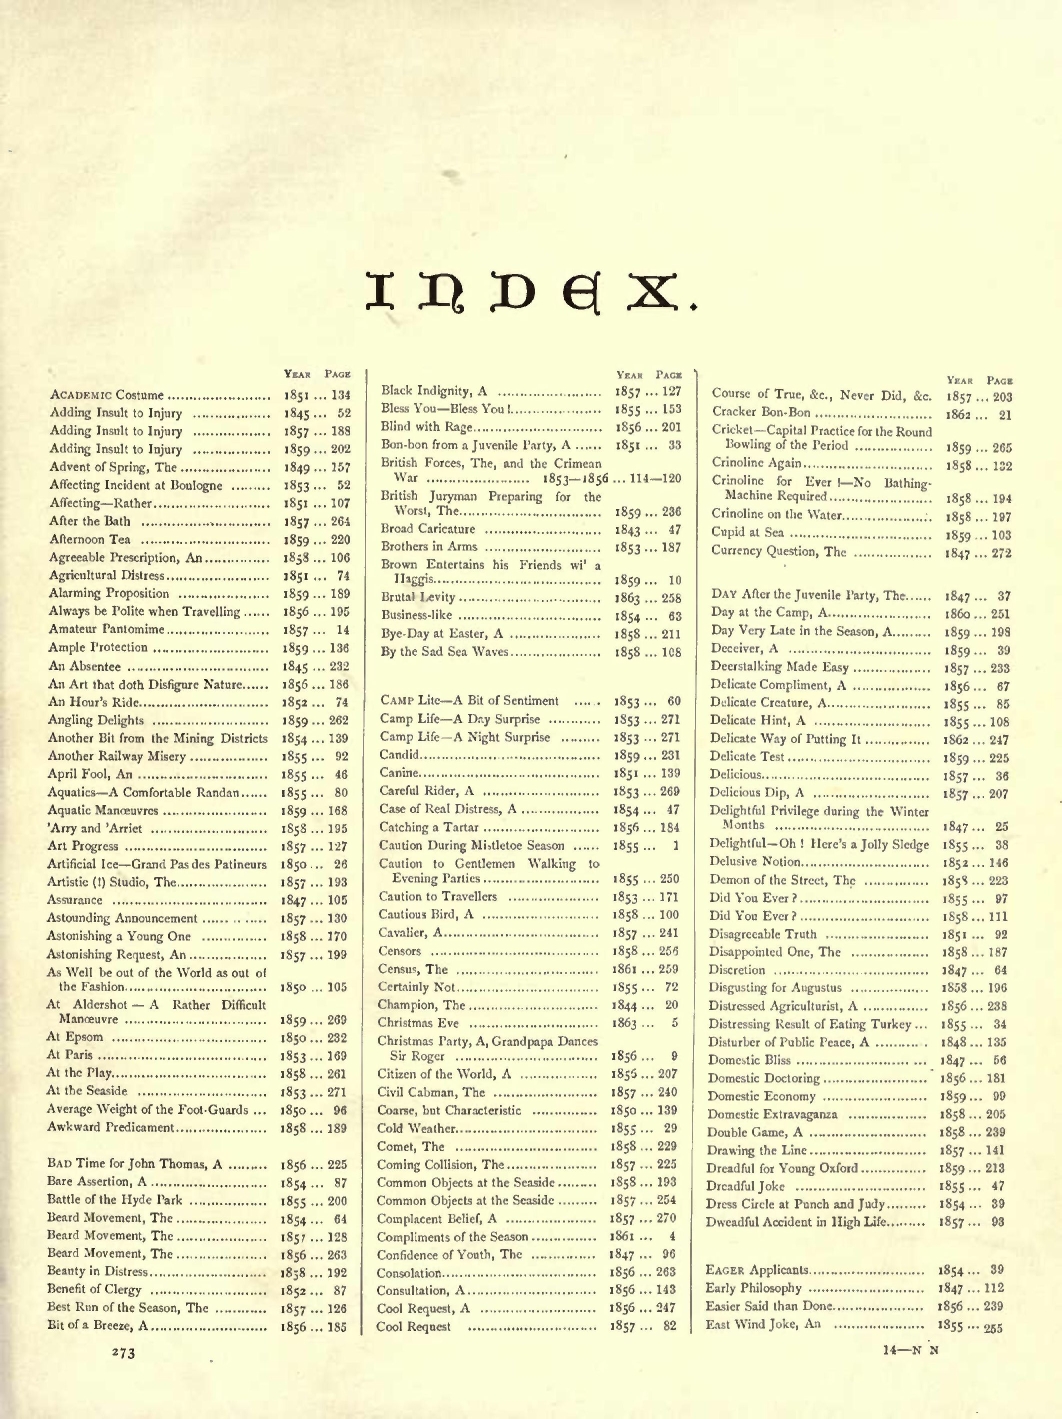 INDEX.
YEAR PAGE
ACADEMIC Costume ........................ 1851 ... 134
Adding Insult to Injury .................. 1845 ... 52
Adding Insult to Injury .................. 1857 ... 188
Adding Insult to Injury .................. 1859 ... 202
Advent of Spring, The ..................... 1849 ... 157
Affecting Incident at Boulogne ......... 1853 ... 52
Affecting—Rather........................... 1851 ... 107
After the Bath .............................. 1857 ... 264
Afternoon Tea .............................. 1859 ... 220
Agreeable Prescription, An............... 1858 ... 106
Agricultural Distress........................ 1851 ... 74
Alarming Proposition ..................... 1859 ... 189
Always be Polite when Travelling ...... 1856 ... 195
Amateur Pantomime........................ 1857 ... 14
Ample Protection ........................... 1859 ... 136
An Absentee ................................. 1845 ... 232
An Art that doth Disfigure Nature...... 1856 ... 186
An Hour's Ride.............................. 1852 ... 74
Angling Delights ........................... 1859 ... 262
Another Bit from the Mining Districts 1854 ... 139
Another Railway Misery .................. 1855 ... 92
April Fool, An .............................. 1855 ... 46
Aquatics—A Comfortable Randan...... 1855 ... 80
Aquatic Manœuvres ........................ 1859 ... 168
'Arry and 'Arriet ........................... 1858 ... 195
Art Progress ................................. 1857 ... 127
Artificial Ice—Grand Pas des Patineurs 1850 ... 26
Artistic (!) Studio, The..................... 1857 ... 193
Assurance .................................... 1847 ... 105
Astounding Announcement ............... 1857 ... 130
Astonishing a Young One ............... 1858 ... 170
Astonishing Request, An .................. 1857 ... 199
As Well be out of the World as out of
the Fashion................................. 1850 ... 105
At Aldershot — A Rather Difficult
Manœuvre ................................. 1859 ... 269
At Epsom .................................... 1850 ... 232
At Paris ....................................... 1853 ... 169
At the Play.................................... 1858 ... 261
At the Seaside .............................. 1853 ... 271
Average Weight of the Foot-Guards ... 1850 ... 96
Awkward Predicament..................... 1858 ... 189
BAD Time for John Thomas, A ......... 1856 ... 225
Bare Assertion, A ........................... 1854 ... 87
Battle of the Hyde Park .................. 1855 ... 200
Beard Movement, The ..................... 1854 ... 64
Beard Movement, The ..................... 1857 ... 128
Beard Movement, The ..................... 1856 ... 263
Beauty in Distress........................... 1858 ... 192
Benefit of Clergy ........................... 1852 ... 87
Best Run of the Season, The ............ 1857 ... 126
Bit of a Breeze, A........................... 1856 ... 185
273
YEAR PAGE
Black Indignity, A ........................ 1857 ... 127
Bless You—Bless You !..................... 1855 ... 153
Blind with Rage.............................. 1856 ... 201
Bon-bon from a Juvenile Party, A ...... 1851 ... 33
British Forces, The, and the Crimean
War ........................ 1853—1856 ... 114—120
British Juryman Preparing for the
Worst, The................................. 1859 ... 236
Broad Caricature ........................... 1843 ... 47
Brothers in Arms ........................... 1853 ... 187
Brown Entertains his Friends wi' a
Haggis....................................... 1859 ... 10
Brutal Levity ................................. 1863 ... 258
Business-like ................................. 1854 ... 63
Bye-Day at Easter, A ..................... 1858 ... 211
By the Sad Sea Waves..................... 1858 ... 108
CAMP Life—A Bit of Sentiment ...... 1853 ... 60
Camp Life—A Day Surprise ............ 1853 ... 271
Camp Life—A Night Surprise ......... 1853 ... 271
Candid.......................................... 1859 ... 231
Canine.......................................... 1851 ... 139
Careful Rider, A ........................... 1853 ... 269
Case of Real Distress, A .................. 1854 ... 47
Catching a Tartar ........................... 1856 ... 184
Caution During Mistletoe Season ...... 1855 ... 1
Caution to Gentlemen Walking to
Evening Parties ........................... 1855 ... 250
Caution to Travellers ..................... 1853 ... 171
Cautious Bird, A ........................... 1858 ... 100
Cavalier, A.................................... 1857 ... 241
Censors ....................................... 1858 ... 256
Census, The ................................. 1861 ... 259
Certainly Not................................. 1855 ... 72
Champion, The .............................. 1844 ... 20
Christmas Eve .............................. 1863 ... 5
Christmas Party, A, Grandpapa Dances
Sir Roger ................................. 1856 ... 9
Citizen of the World, A .................. 1856 ... 207
Civil Cabman, The ........................ 1857 ... 240
Coarse, but Characteristic ............... 1850 ... 139
Cold Weather................................. 1855 ... 29
Comet, The ................................. 1858 ... 229
Coming Collision, The..................... 1857 ... 225
Common Objects at the Seaside ......... 1858 ... 193
Common Objects at the Seaside ......... 1857 ... 254
Complacent Belief, A ..................... 1857 ... 270
Compliments of the Season ............... 1861 ... 4
Confidence of Youth, The ............... 1847 ... 96
Consolation.................................... 1856 ... 263
Consultation, A.............................. 1856 ... 143
Cool Request, A ........................... 1856 ... 247
Cool Request .............................. 1857 ... 82
YEAR PAGE
Course of True, &c., Never Did, &c. 1857 ... 203
Cracker Bon-Bon ........................... 1862 ... 21
Cricket—Capital Practice for the Round
Bowling of the Period .................. 1859 ... 265
Crinoline Again.............................. 1858 ... 132
Crinoline for Ever !—No Bathing-
Machine Required........................ 1858 ... 194
Crinoline on the Water..................... 1858 ... 197
Cupid at Sea ................................. 1859 ... 103
Currency Question, The .................. 1847 ... 272
DAY After the Juvenile Party, The...... 1847 ... 37
Day at the Camp, A........................ 1860 ... 251
Day Very Late in the Season, A......... 1859 ... 198
Deceiver, A ................................. 1859 ... 39
Deerstalking Made Easy .................. 1857 ... 233
Delicate Compliment, A .................. 1856 ... 67
Delicate Creature, A........................ 1855 ... 85
Delicate Hint, A ........................... 1855 ... 108
Delicate Way of Putting It ............... 1862 ... 247
Delicate Test ................................. 1859 ... 225
Delicious....................................... 1857 ... 36
Delicious Dip, A ........................... 1857 ... 207
Delightful Privilege during the Winter
Months .................................... 1847 ... 25
Delightful—Oh ! Here's a Jolly Sledge 1855 ... 38
Delusive Notion.............................. 1852 ... 146
Demon of the Street, The ............... 1858 ... 223
Did You Ever ? .............................. 1855 ... 97
Did You Ever ? .............................. 1858 ... 111
Disagreeable Truth ........................ 1851 ... 92
Disappointed One, The .................. 1858 ... 187
Discretion .................................... 1847 ... 64
Disgusting for Augustus .................. 1858 ... 196
Distressed Agriculturist, A ............... 1856 ... 238
Distressing Result of Eating Turkey ... 1855 ... 34
Disturber of Public Peace, A ............ 1848 ... 135
Domestic Bliss .............................. 1847 ... 56
Domestic Doctoring ........................ 1856 ... 181
Domestic Economy ........................ 1859 ... 99
Domestic Extravaganza .................. 1858 ... 205
Double Game, A ........................... 1858 ... 239
Drawing the Line........................... 1857 ... 141
Dreadful for Young Oxford............... 1859 ... 213
Dreadful Joke .............................. 1855 ... 47
Dress Circle at Punch and Judy......... 1854 ... 39
Dweadful Accident in High Life......... 1857 ... 93
EAGER Applicants........................... 1854 ... 39
Early Philosophy ........................... 1847 ... 112
Easier Said than Done..................... 1856 ... 239
East Wind Joke, An ..................... 1855 ... 255
14—N N